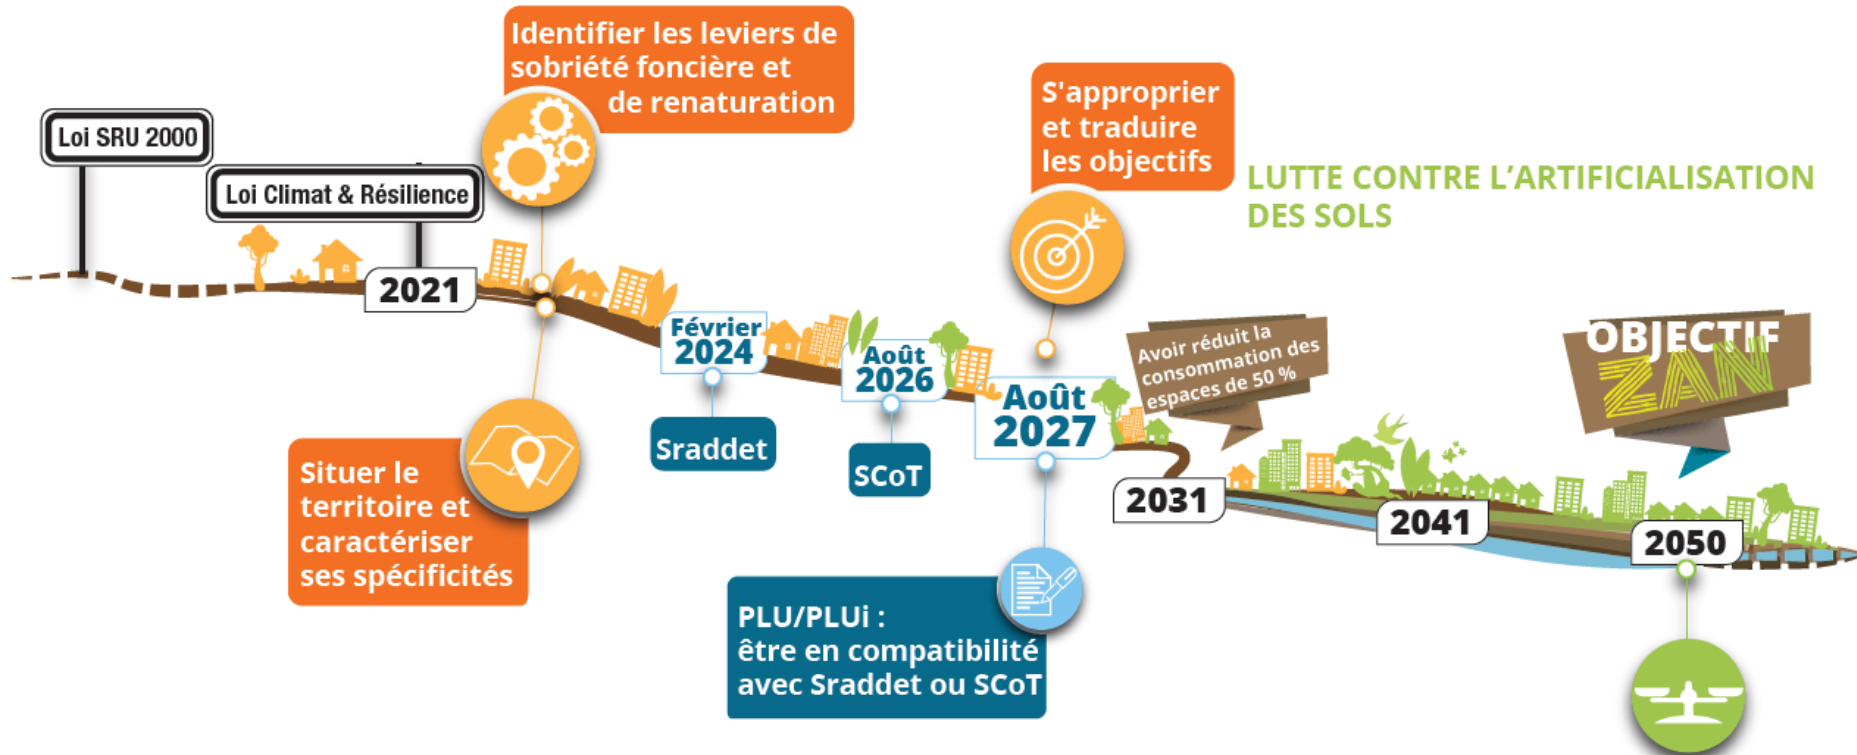 Identifier les leviers de
sobriété foncière et
de renaturation
Loi SRU 2000
Loi Climat & Résilience
S'approprier
et traduire
les objectifs
LUTTE CONTRE L'ARTIFICIALISATION
DES SOLS
2021
Février
2024
Sraddet
Août
2026
SCoT
Août
2027
Avoir réduit la
consommation des
espaces de 50 %
OBJECTIF
ZAN
Situer le
territoire et
caractériser
ses spécificités
PLU/PLUi :
être en compatibilité
avec Sraddet ou SCoT
2031
2041
2050